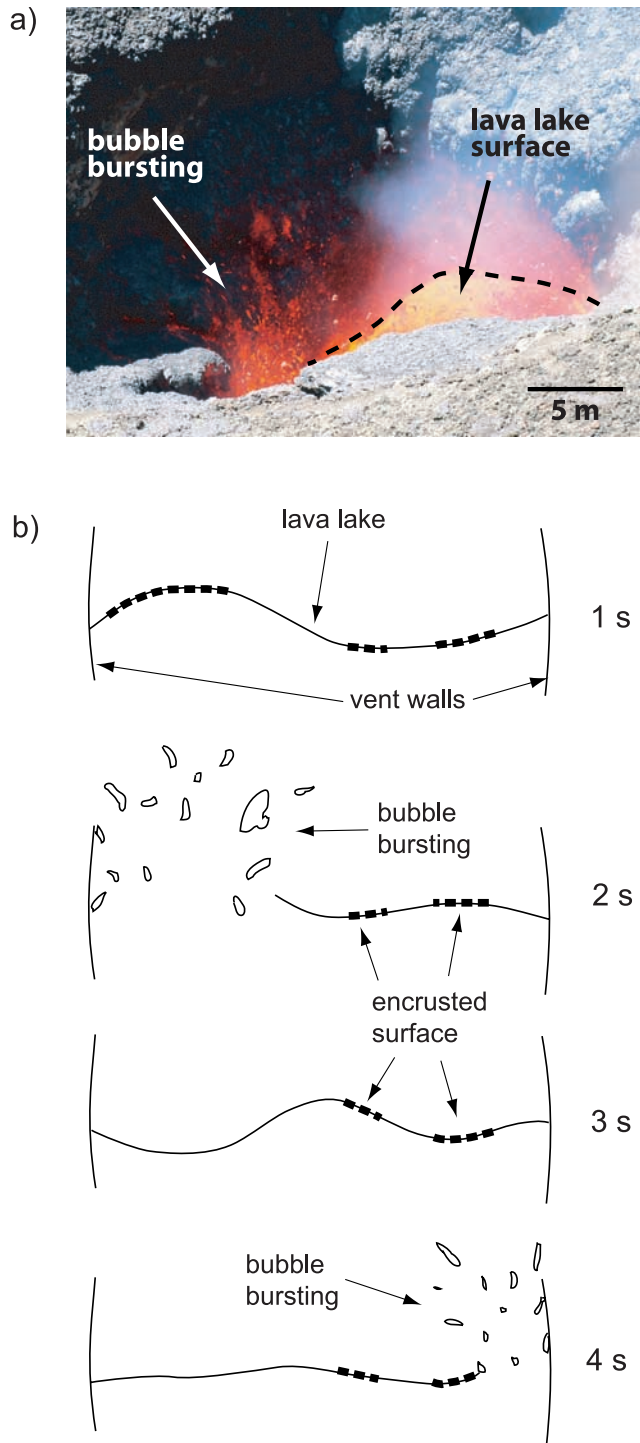 a)
bubble
bursting
lava lake
surface
5 m
b)
lava lake
1 s
vent walls
bubble
bursting
2 s
encrusted
surface
3 s
bubble
bursting
4 s